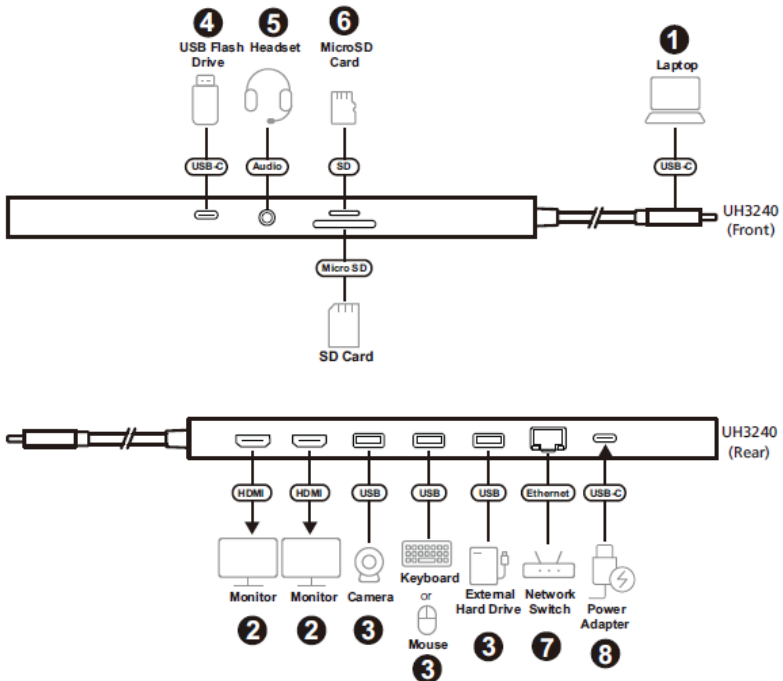 4 5 6 1
USB Flash Drive
Headset
MicroSD Card
Laptop
USB-C
Audio
SD
USB-C
UH3240
(Front)
Micro SD
SD Card
UH3240
(Rear)
HDMI
HDMI
USB
USB
USB
Ethernet
USB-C
Monitor
Monitor
Camera
Keyboard
or
Mouse
External
Hard Drive
Network
Switch
Power
Adapter
2 2 3 3 3 7 8